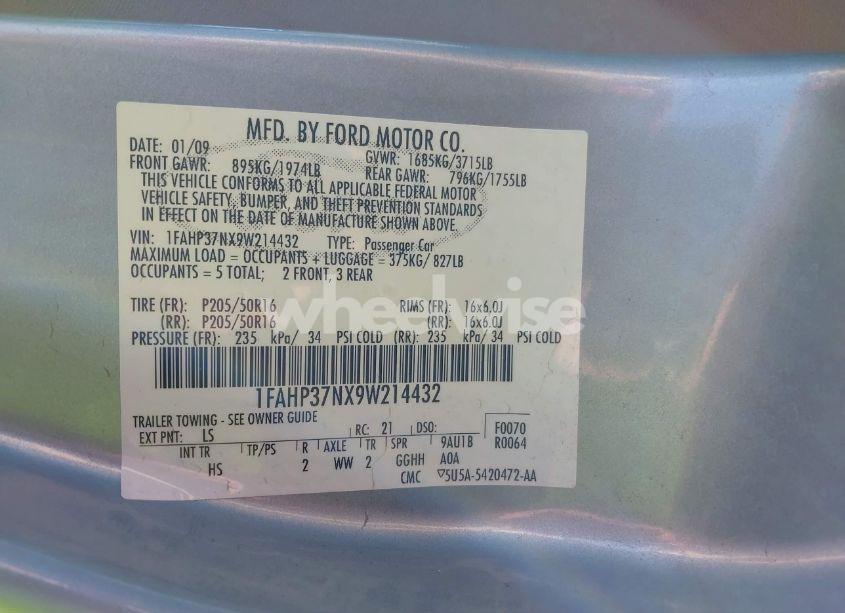 MFD. BY FORD MOTOR CO.
DATE: 01/09 GVWR: 1685KG/3715LB
FRONT GAWR: 895KG/1974LB REAR GAWR: 796KG/1755LB
THIS VEHICLE CONFORMS TO ALL APPLICABLE FEDERAL MOTOR
VEHICLE SAFETY, BUMPER, AND THEFT PREVENTION STANDARDS
IN EFFECT ON THE DATE OF MANUFACTURE SHOWN ABOVE.
VIN: 1FAHP37NX9W214432 TYPE: Passenger Car
MAXIMUM LOAD = OCCUPANTS + LUGGAGE = 375KG/ 827LB
OCCUPANTS = 5 TOTAL; 2 FRONT, 3 REAR
TIRE (FR): P205/50R16 RIMS (FR): 16x6.0J
(RR): P205/50R16 (RR): 16x6.0J
wheelwise
PRESSURE (FR): 235 kPa/ 34 PSI COLD (RR): 235 kPa/ 34 PSI COLD
1FAHP37NX9W214432
TRAILER TOWING - SEE OWNER GUIDE
EXT PNT: LS RC: 21 DSO: F0070
INT TR TP/PS R AXLE TR SPR 9AU1B R0064
HS 2 WW 2 GGHH A0A
CMC ▽5U5A-5420472-AA